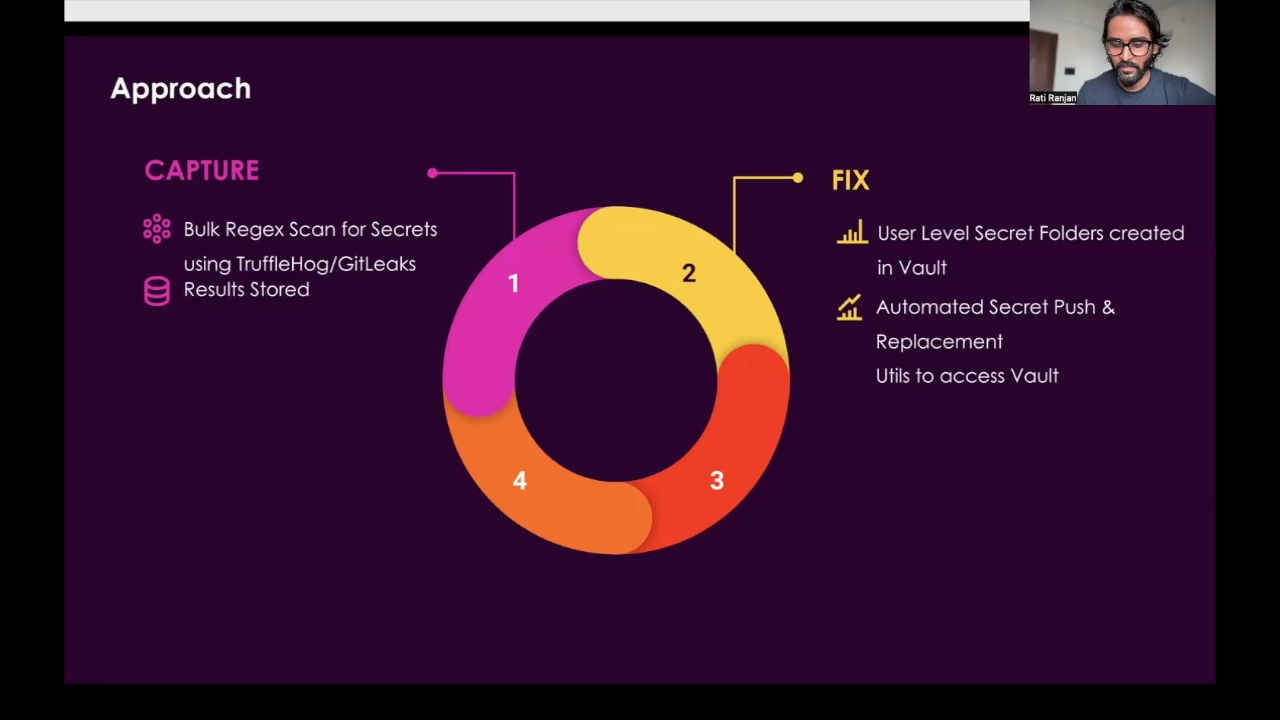 Approach
Rati Ranjan
CAPTURE
Bulk Regex Scan for Secrets
using TruffleHog/GitLeaks
Results Stored
FIX
User Level Secret Folders created
in Vault
Automated Secret Push &
Replacement
Utils to access Vault
1
2
3
4